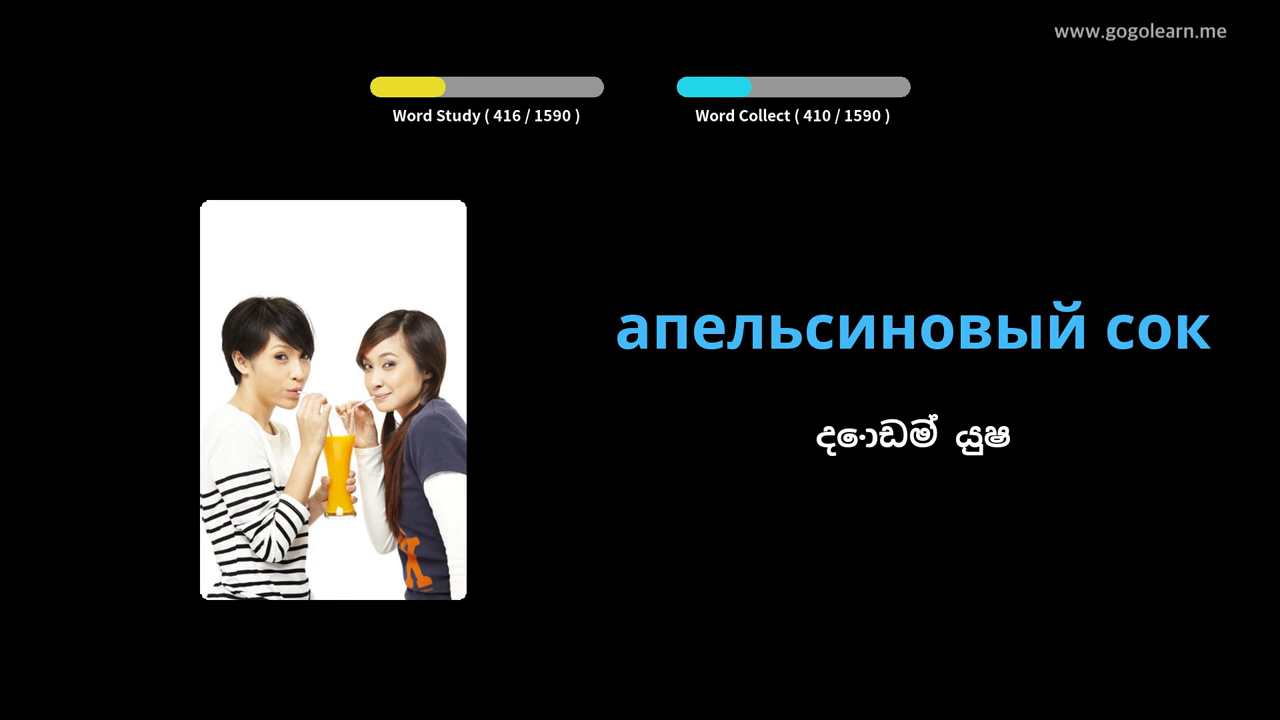 www.gogolearn.me
Word Study ( 416 / 1590 )
Word Collect ( 410 / 1590 )
апельсиновый сок
දොඩම් යුෂ